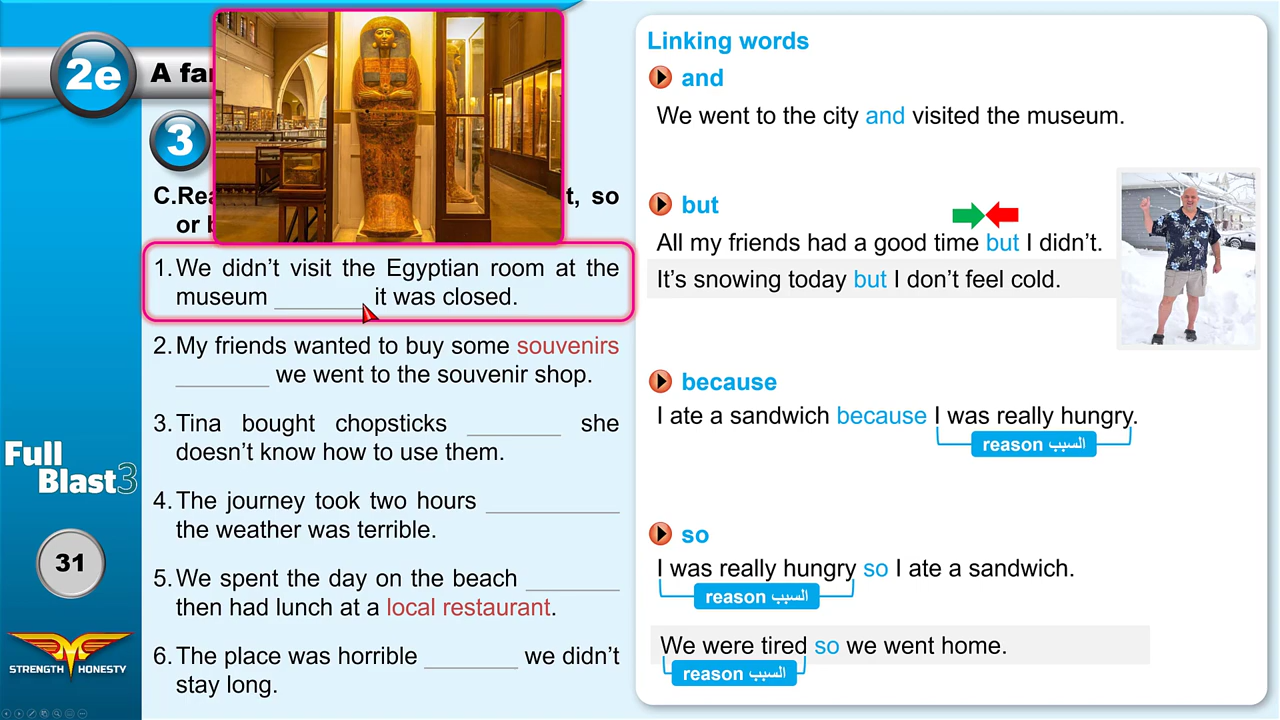 2e
A fa
3
C.Rea
t, so
or b
1. We didn't visit the Egyptian room at the
museum ________ it was closed.
2. My friends wanted to buy some souvenirs
________ we went to the souvenir shop.
3. Tina bought chopsticks ________ she
doesn't know how to use them.
4. The journey took two hours ________
the weather was terrible.
5. We spent the day on the beach ________
then had lunch at a local restaurant.
6. The place was horrible ________ we didn't
stay long.
Full
Blast3
31
STRENGTH HONESTY
Linking words
and
We went to the city and visited the museum.
but
All my friends had a good time but I didn't.
It's snowing today but I don't feel cold.
because
I ate a sandwich because I was really hungry.
reason السبب
so
I was really hungry so I ate a sandwich.
reason السبب
We were tired so we went home.
reason السبب